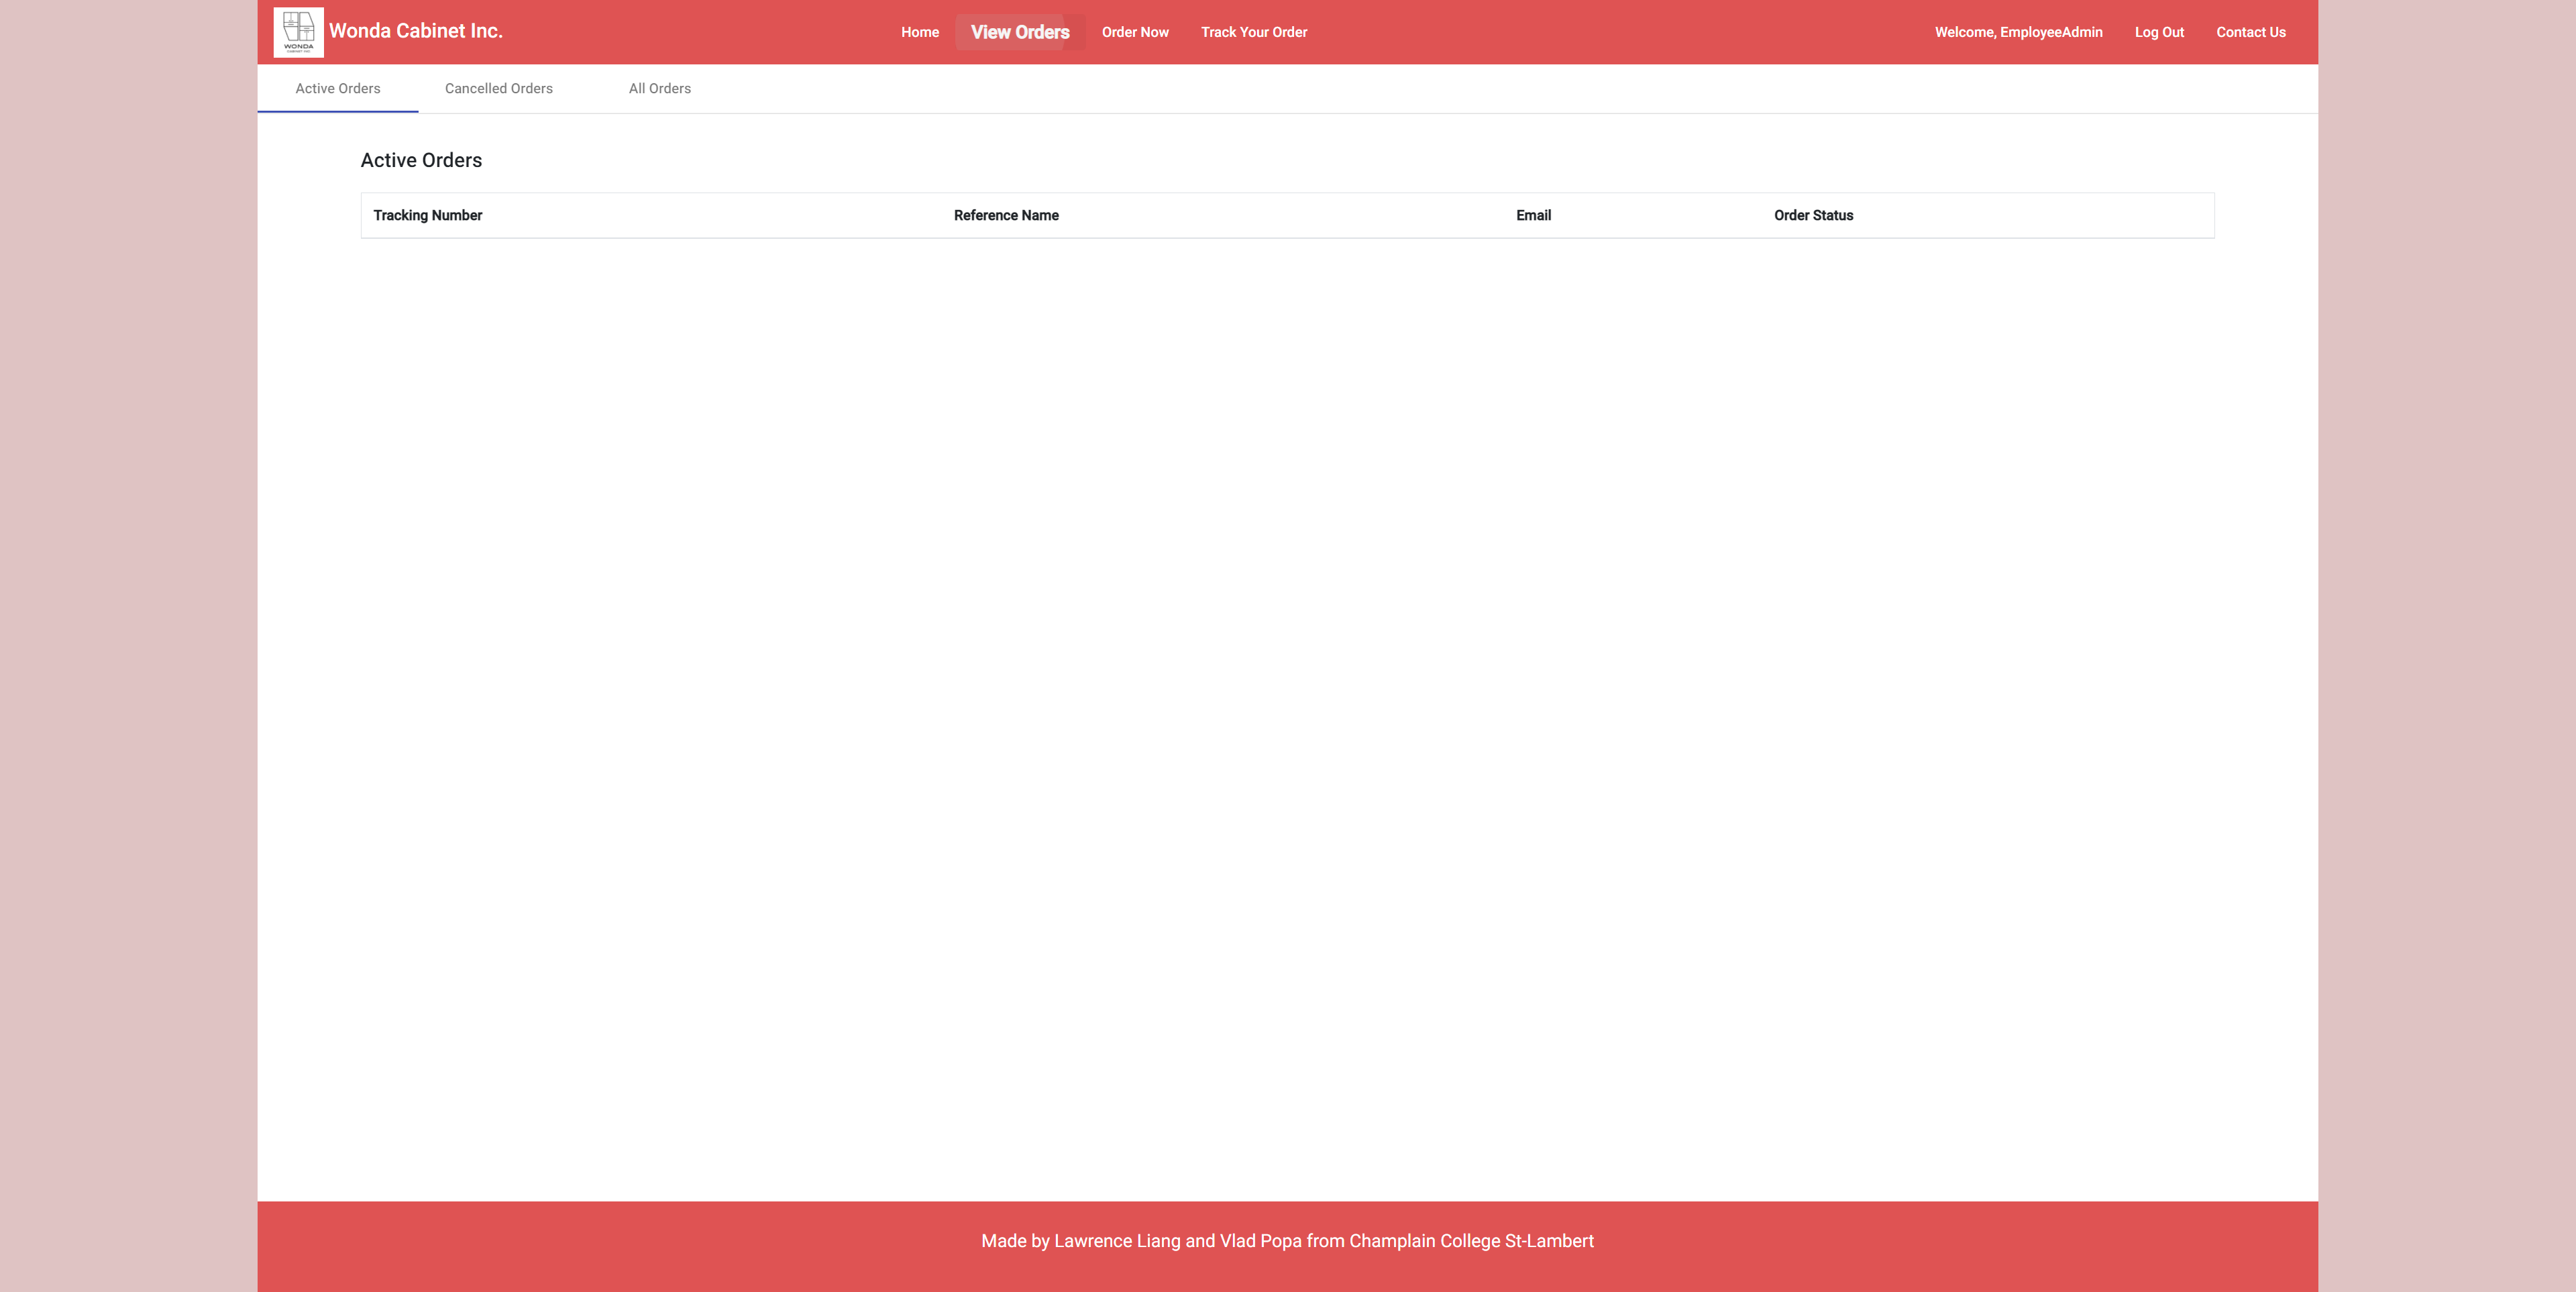 WONDA
CABINET INC.
Wonda Cabinet Inc.
Home
View Orders
Order Now
Track Your Order
Welcome, EmployeeAdmin
Log Out
Contact Us
Active Orders
Cancelled Orders
All Orders
Active Orders
Tracking Number
Reference Name
Email
Order Status
Made by Lawrence Liang and Vlad Popa from Champlain College St-Lambert